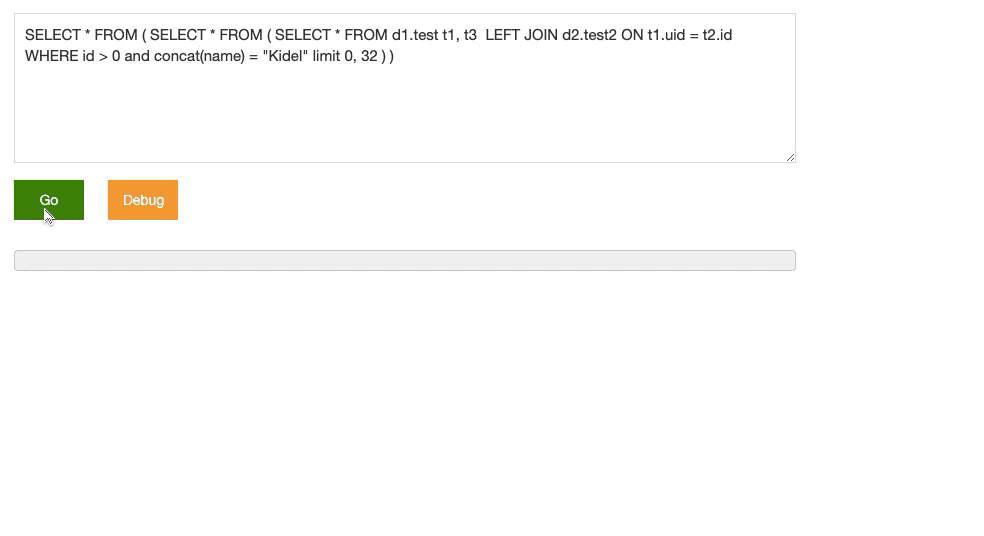 SELECT * FROM ( SELECT * FROM ( SELECT * FROM d1.test t1, t3  LEFT JOIN d2.test2 ON t1.uid = t2.id
WHERE id > 0 and concat(name) = "Kidel" limit 0, 32 ) )
Go
Debug